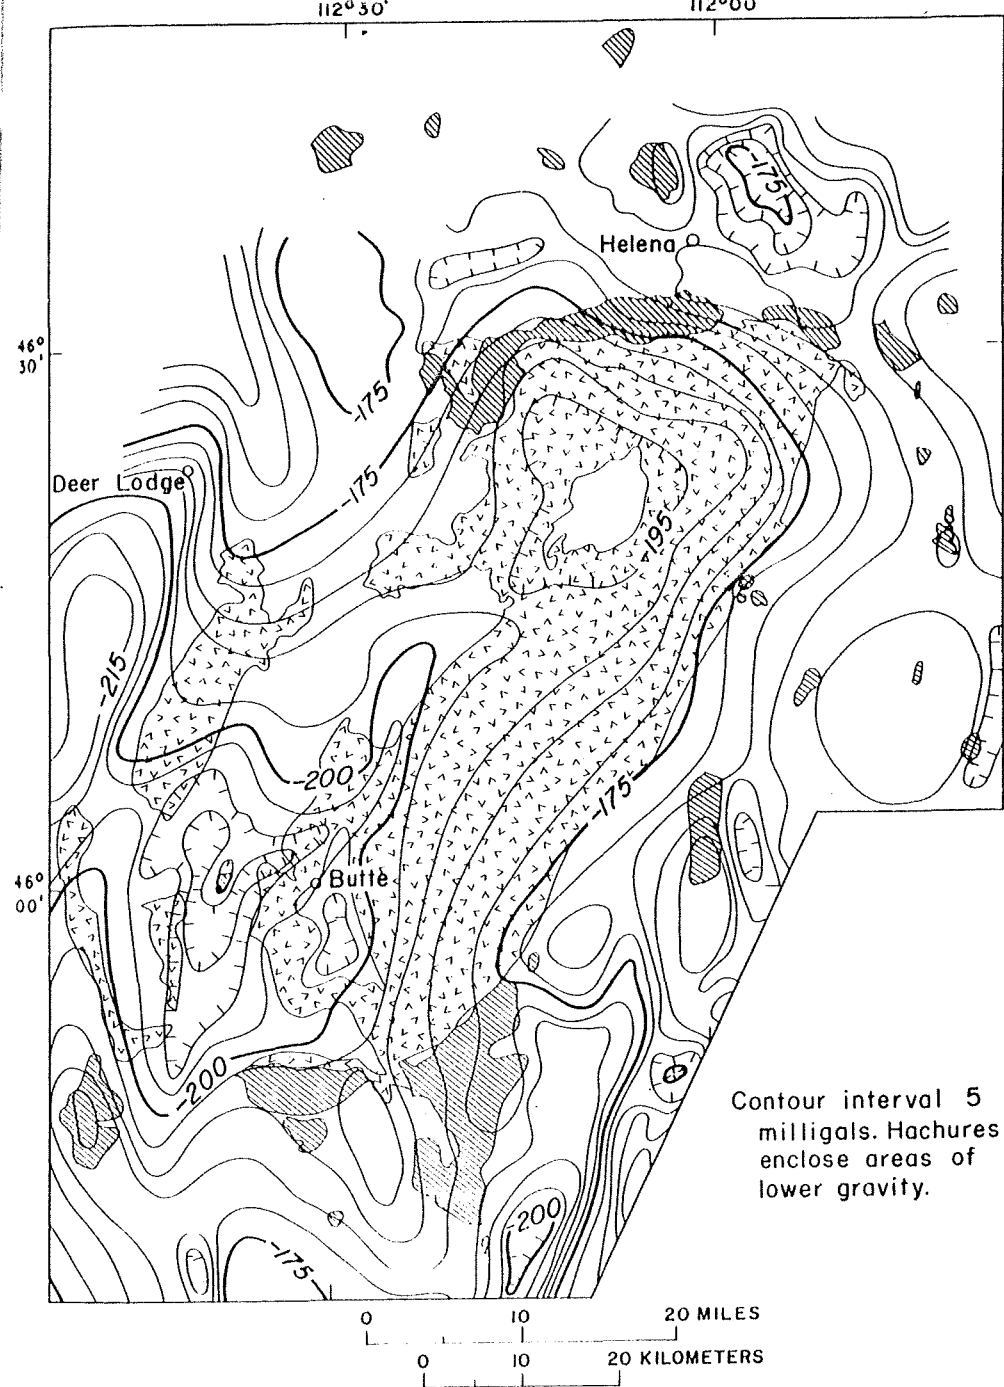 112°30'
112°00'
-175
Helena
46°
30'
-175
Deer Lodge
-175
-195
-215
-200
-175
46°
00'
Butte
-200
Contour interval 5
milligals. Hachures
enclose areas of
lower gravity.
-200
-175
0 10 20 MILES
0 10 20 KILOMETERS